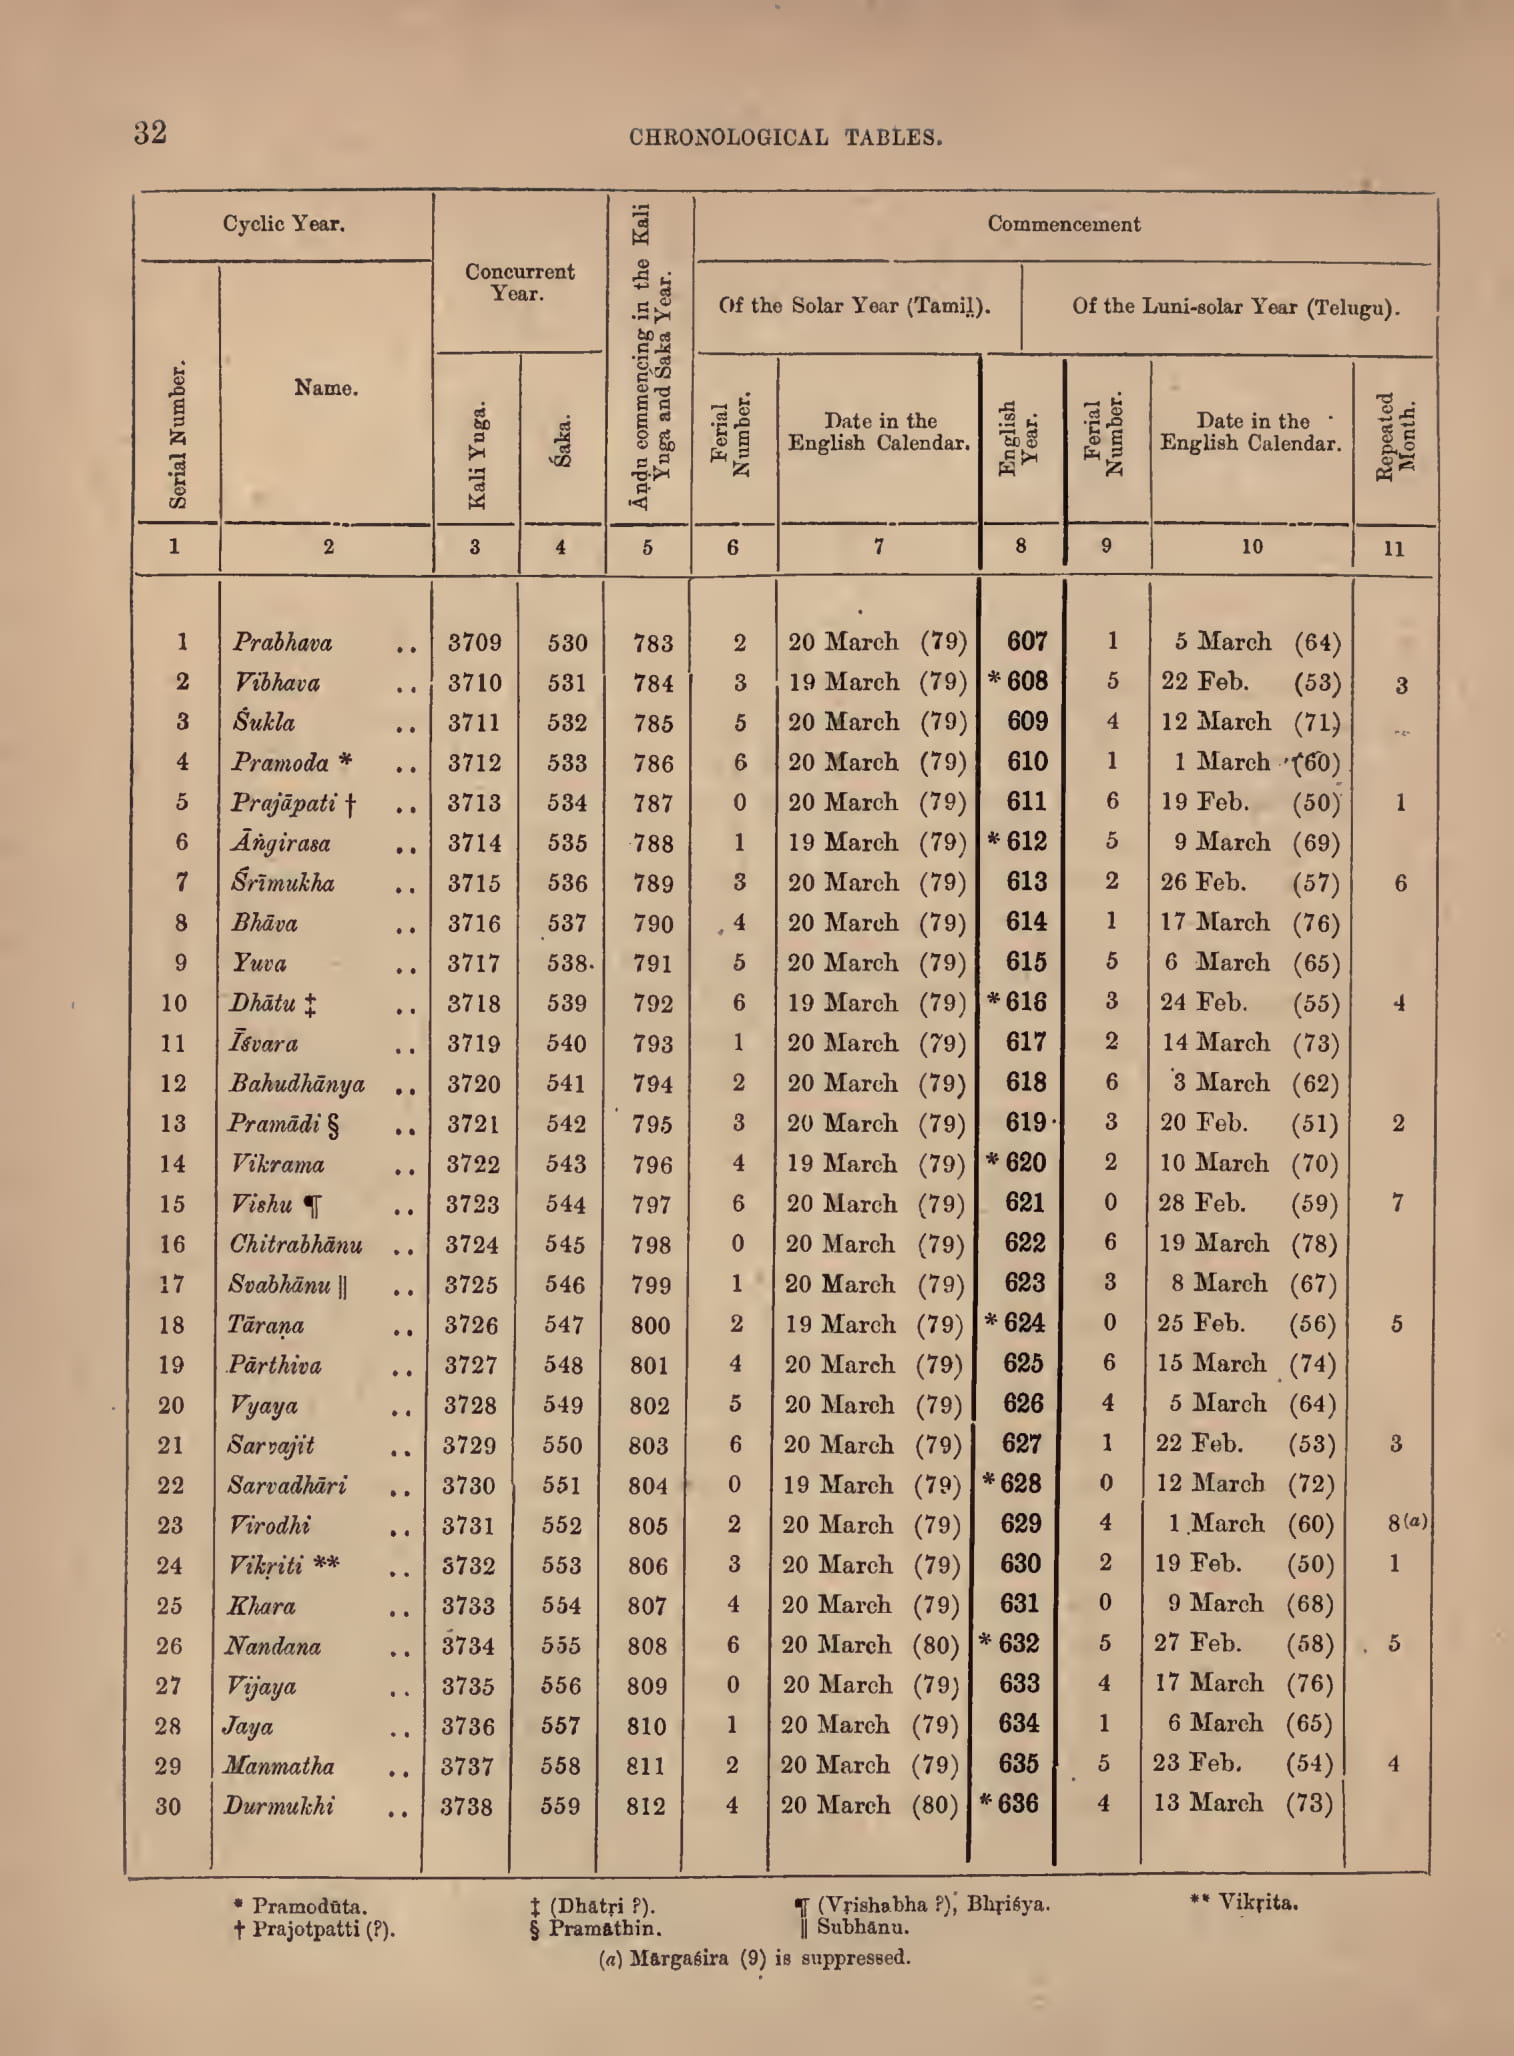 32
CHRONOLOGICAL TABLES.
Cyclic Year.
Concurrent Year.
Āṇḍu commencing in the Kali Yuga and Śaka Year.
Commencement
Of the Solar Year (Tamiḻ).
Of the Luni-solar Year (Telugu).
Serial Number.
Name.
Kali Yuga.
Śaka.
Ferial Number.
Date in the English Calendar.
English Year.
Ferial Number.
Date in the English Calendar.
Repeated Month.
1 2 3 4 5 6 7 8 9 10 11
1 Prabhava .. 3709 530 783 2 20 March (79) 607 1 5 March (64)
2 Vibhava .. 3710 531 784 3 19 March (79) *608 5 22 Feb. (53) 3
3 Śukla .. 3711 532 785 5 20 March (79) 609 4 12 March (71)
4 Pramoda * .. 3712 533 786 6 20 March (79) 610 1 1 March (60)
5 Prajāpati † .. 3713 534 787 0 20 March (79) 611 6 19 Feb. (50) 1
6 Āṅgirasa .. 3714 535 788 1 19 March (79) *612 5 9 March (69)
7 Śrīmukha .. 3715 536 789 3 20 March (79) 613 2 26 Feb. (57) 6
8 Bhāva .. 3716 537 790 4 20 March (79) 614 1 17 March (76)
9 Yuva .. 3717 538 791 5 20 March (79) 615 5 6 March (65)
10 Dhātu ‡ .. 3718 539 792 6 19 March (79) *616 3 24 Feb. (55) 4
11 Īśvara .. 3719 540 793 1 20 March (79) 617 2 14 March (73)
12 Bahudhānya .. 3720 541 794 2 20 March (79) 618 6 3 March (62)
13 Pramādi § .. 3721 542 795 3 20 March (79) 619 3 20 Feb. (51) 2
14 Vikrama .. 3722 543 796 4 19 March (79) *620 2 10 March (70)
15 Vishu ¶ .. 3723 544 797 6 20 March (79) 621 0 28 Feb. (59) 7
16 Chitrabhānu .. 3724 545 798 0 20 March (79) 622 6 19 March (78)
17 Svabhānu ‖ .. 3725 546 799 1 20 March (79) 623 3 8 March (67)
18 Tāraṇa .. 3726 547 800 2 19 March (79) *624 0 25 Feb. (56) 5
19 Pārthiva .. 3727 548 801 4 20 March (79) 625 6 15 March (74)
20 Vyaya .. 3728 549 802 5 20 March (79) 626 4 5 March (64)
21 Sarvajit .. 3729 550 803 6 20 March (79) 627 1 22 Feb. (53) 3
22 Sarvadhāri .. 3730 551 804 0 19 March (79) *628 0 12 March (72)
23 Virodhi .. 3731 552 805 2 20 March (79) 629 4 1 March (60) 8(a)
24 Vikṛiti ** .. 3732 553 806 3 20 March (79) 630 2 19 Feb. (50) 1
25 Khara .. 3733 554 807 4 20 March (79) 631 0 9 March (68)
26 Nandana .. 3734 555 808 6 20 March (80) *632 5 27 Feb. (58) 5
27 Vijaya .. 3735 556 809 0 20 March (79) 633 4 17 March (76)
28 Jaya .. 3736 557 810 1 20 March (79) 634 1 6 March (65)
29 Manmatha .. 3737 558 811 2 20 March (79) 635 5 23 Feb. (54) 4
30 Durmukhi .. 3738 559 812 4 20 March (80) *636 4 13 March (73)
* Pramodūta. ‡ (Dhātṛi ?). ¶ (Vṛishabha ?), Bhṛiśya. ** Vikṛita.
† Prajotpatti (?). § Pramāthin. ‖ Subhānu.
(a) Mārgaśira (9) is suppressed.